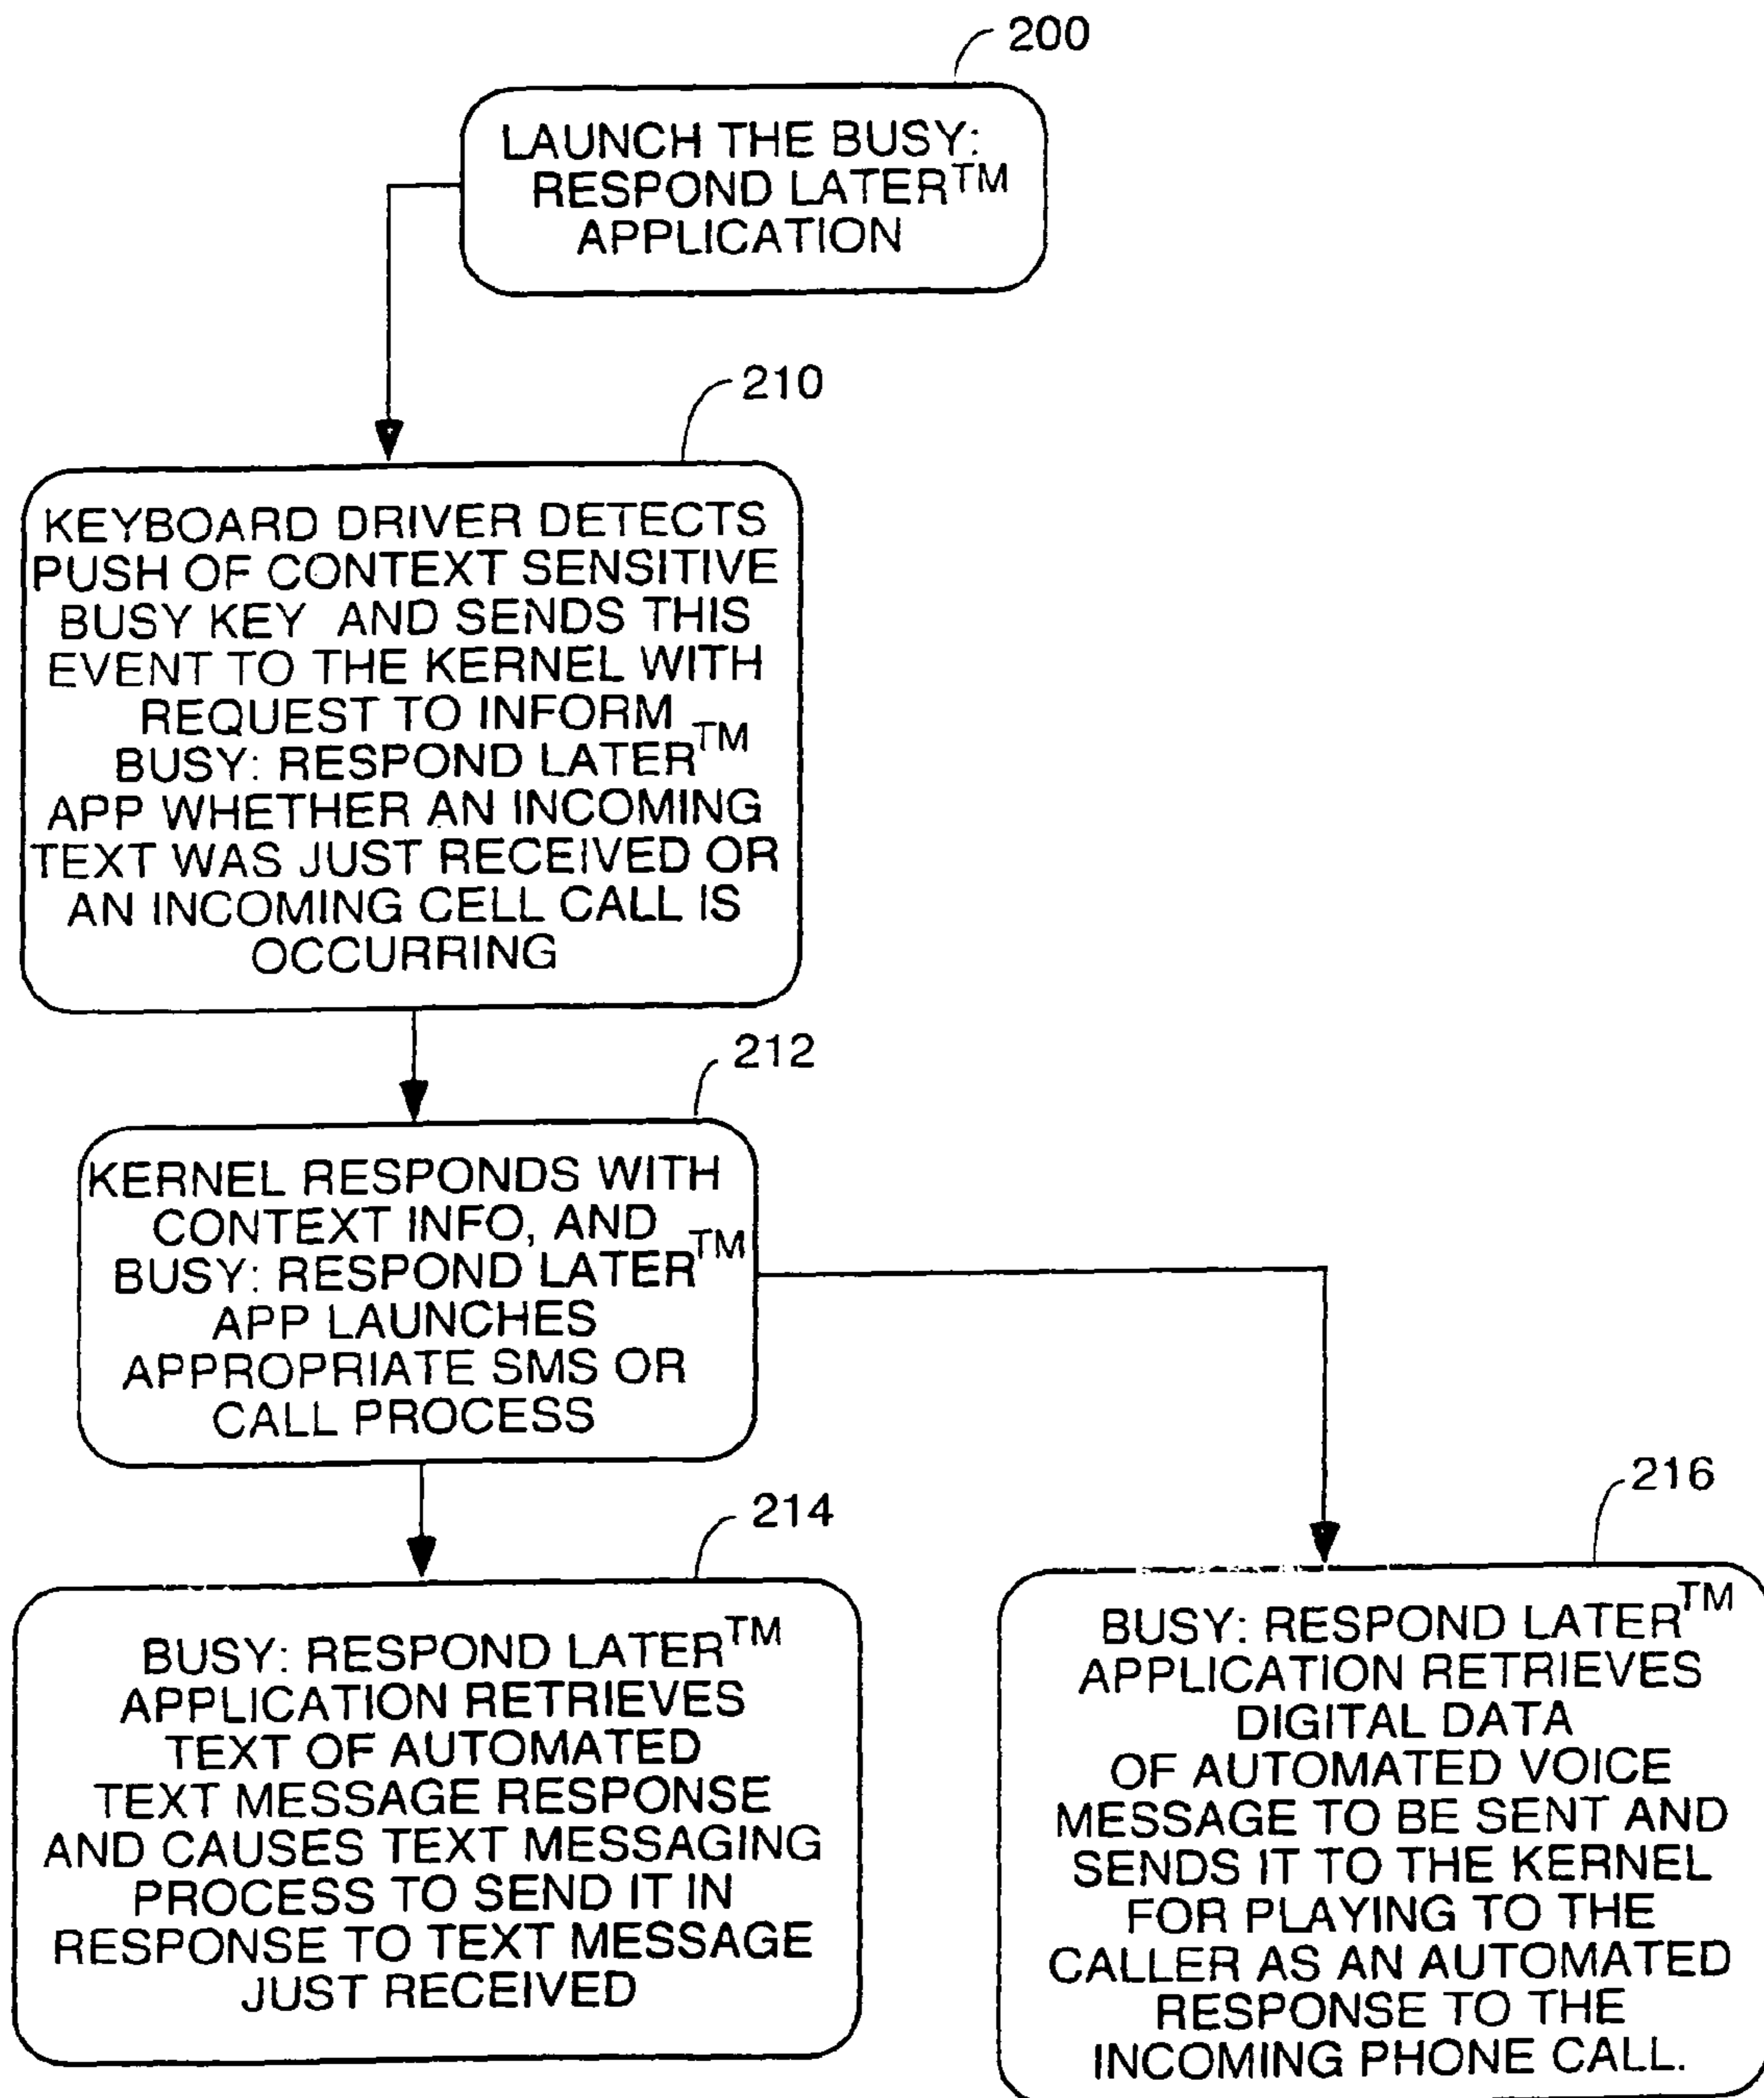 200
LAUNCH THE BUSY:
RESPOND LATER™
APPLICATION
210
KEYBOARD DRIVER DETECTS
PUSH OF CONTEXT SENSITIVE
BUSY KEY AND SENDS THIS
EVENT TO THE KERNEL WITH
REQUEST TO INFORM
BUSY: RESPOND LATER™
APP WHETHER AN INCOMING
TEXT WAS JUST RECEIVED OR
AN INCOMING CELL CALL IS
OCCURRING
212
KERNEL RESPONDS WITH
CONTEXT INFO, AND
BUSY: RESPOND LATER™
APP LAUNCHES
APPROPRIATE SMS OR
CALL PROCESS
214
BUSY: RESPOND LATER™
APPLICATION RETRIEVES
TEXT OF AUTOMATED
TEXT MESSAGE RESPONSE
AND CAUSES TEXT MESSAGING
PROCESS TO SEND IT IN
RESPONSE TO TEXT MESSAGE
JUST RECEIVED
216
BUSY: RESPOND LATER™
APPLICATION RETRIEVES
DIGITAL DATA
OF AUTOMATED VOICE
MESSAGE TO BE SENT AND
SENDS IT TO THE KERNEL
FOR PLAYING TO THE
CALLER AS AN AUTOMATED
RESPONSE TO THE
INCOMING PHONE CALL.